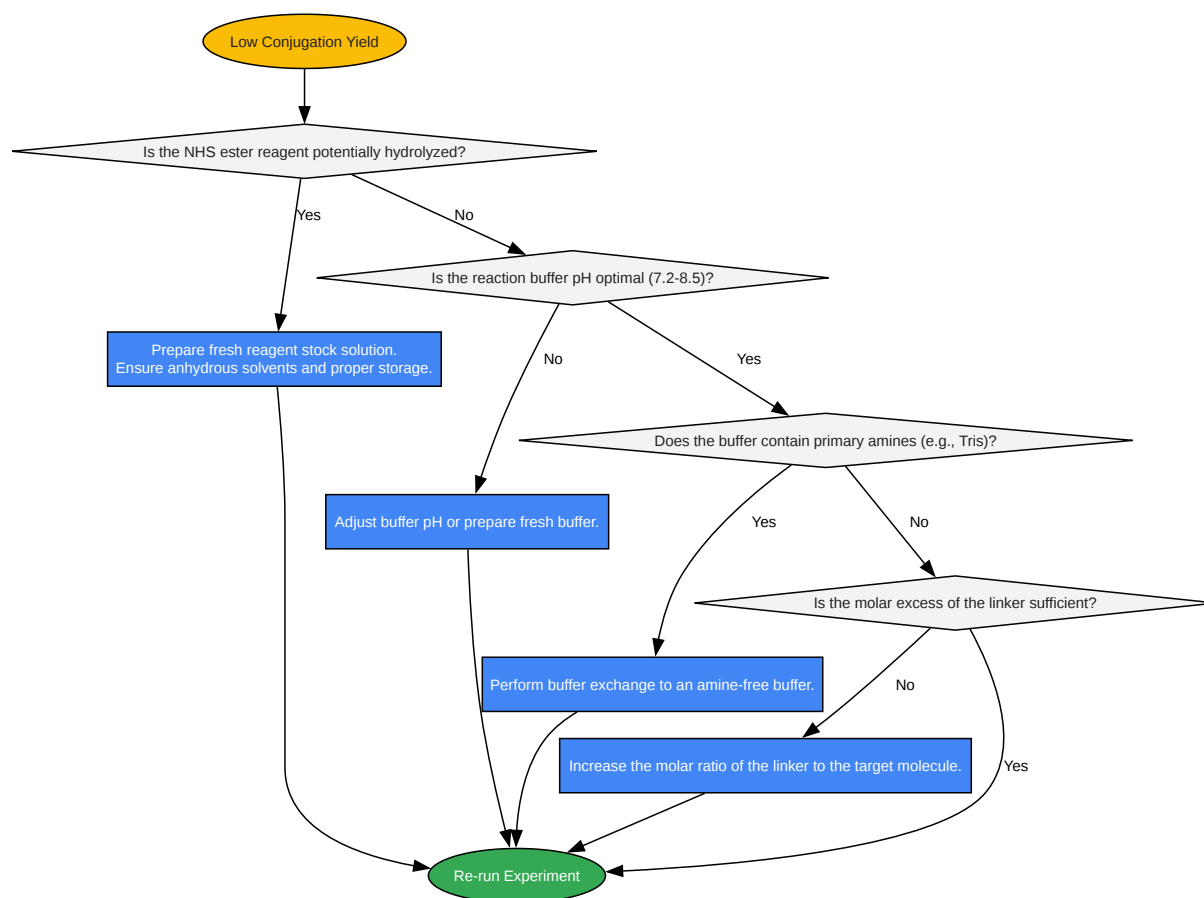 Low Conjugation Yield
Is the NHS ester reagent potentially hydrolyzed?
Yes
No
Is the reaction buffer pH optimal (7.2-8.5)?
Prepare fresh reagent stock solution.
Ensure anhydrous solvents and proper storage.
No
Yes
Does the buffer contain primary amines (e.g., Tris)?
Adjust buffer pH or prepare fresh buffer.
Yes
No
Is the molar excess of the linker sufficient?
Perform buffer exchange to an amine-free buffer.
No
Increase the molar ratio of the linker to the target molecule.
Yes
Re-run Experiment